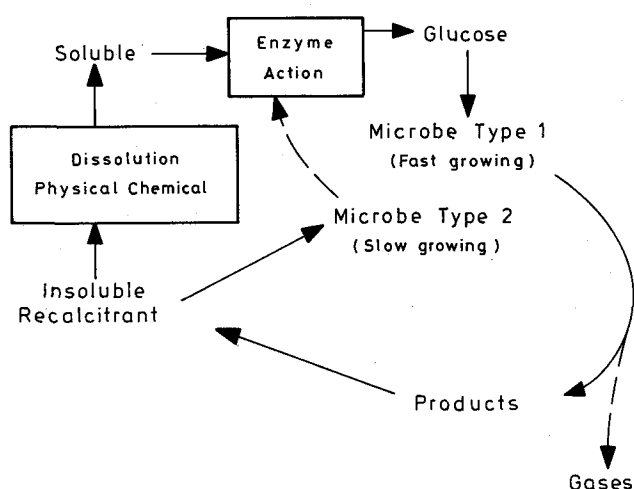 Soluble
Enzyme
Action
Glucose
Microbe Type 1
(Fast growing)
Dissolution
Physical Chemical
Microbe Type 2
(Slow growing)
Insoluble
Recalcitrant
Products
Gases